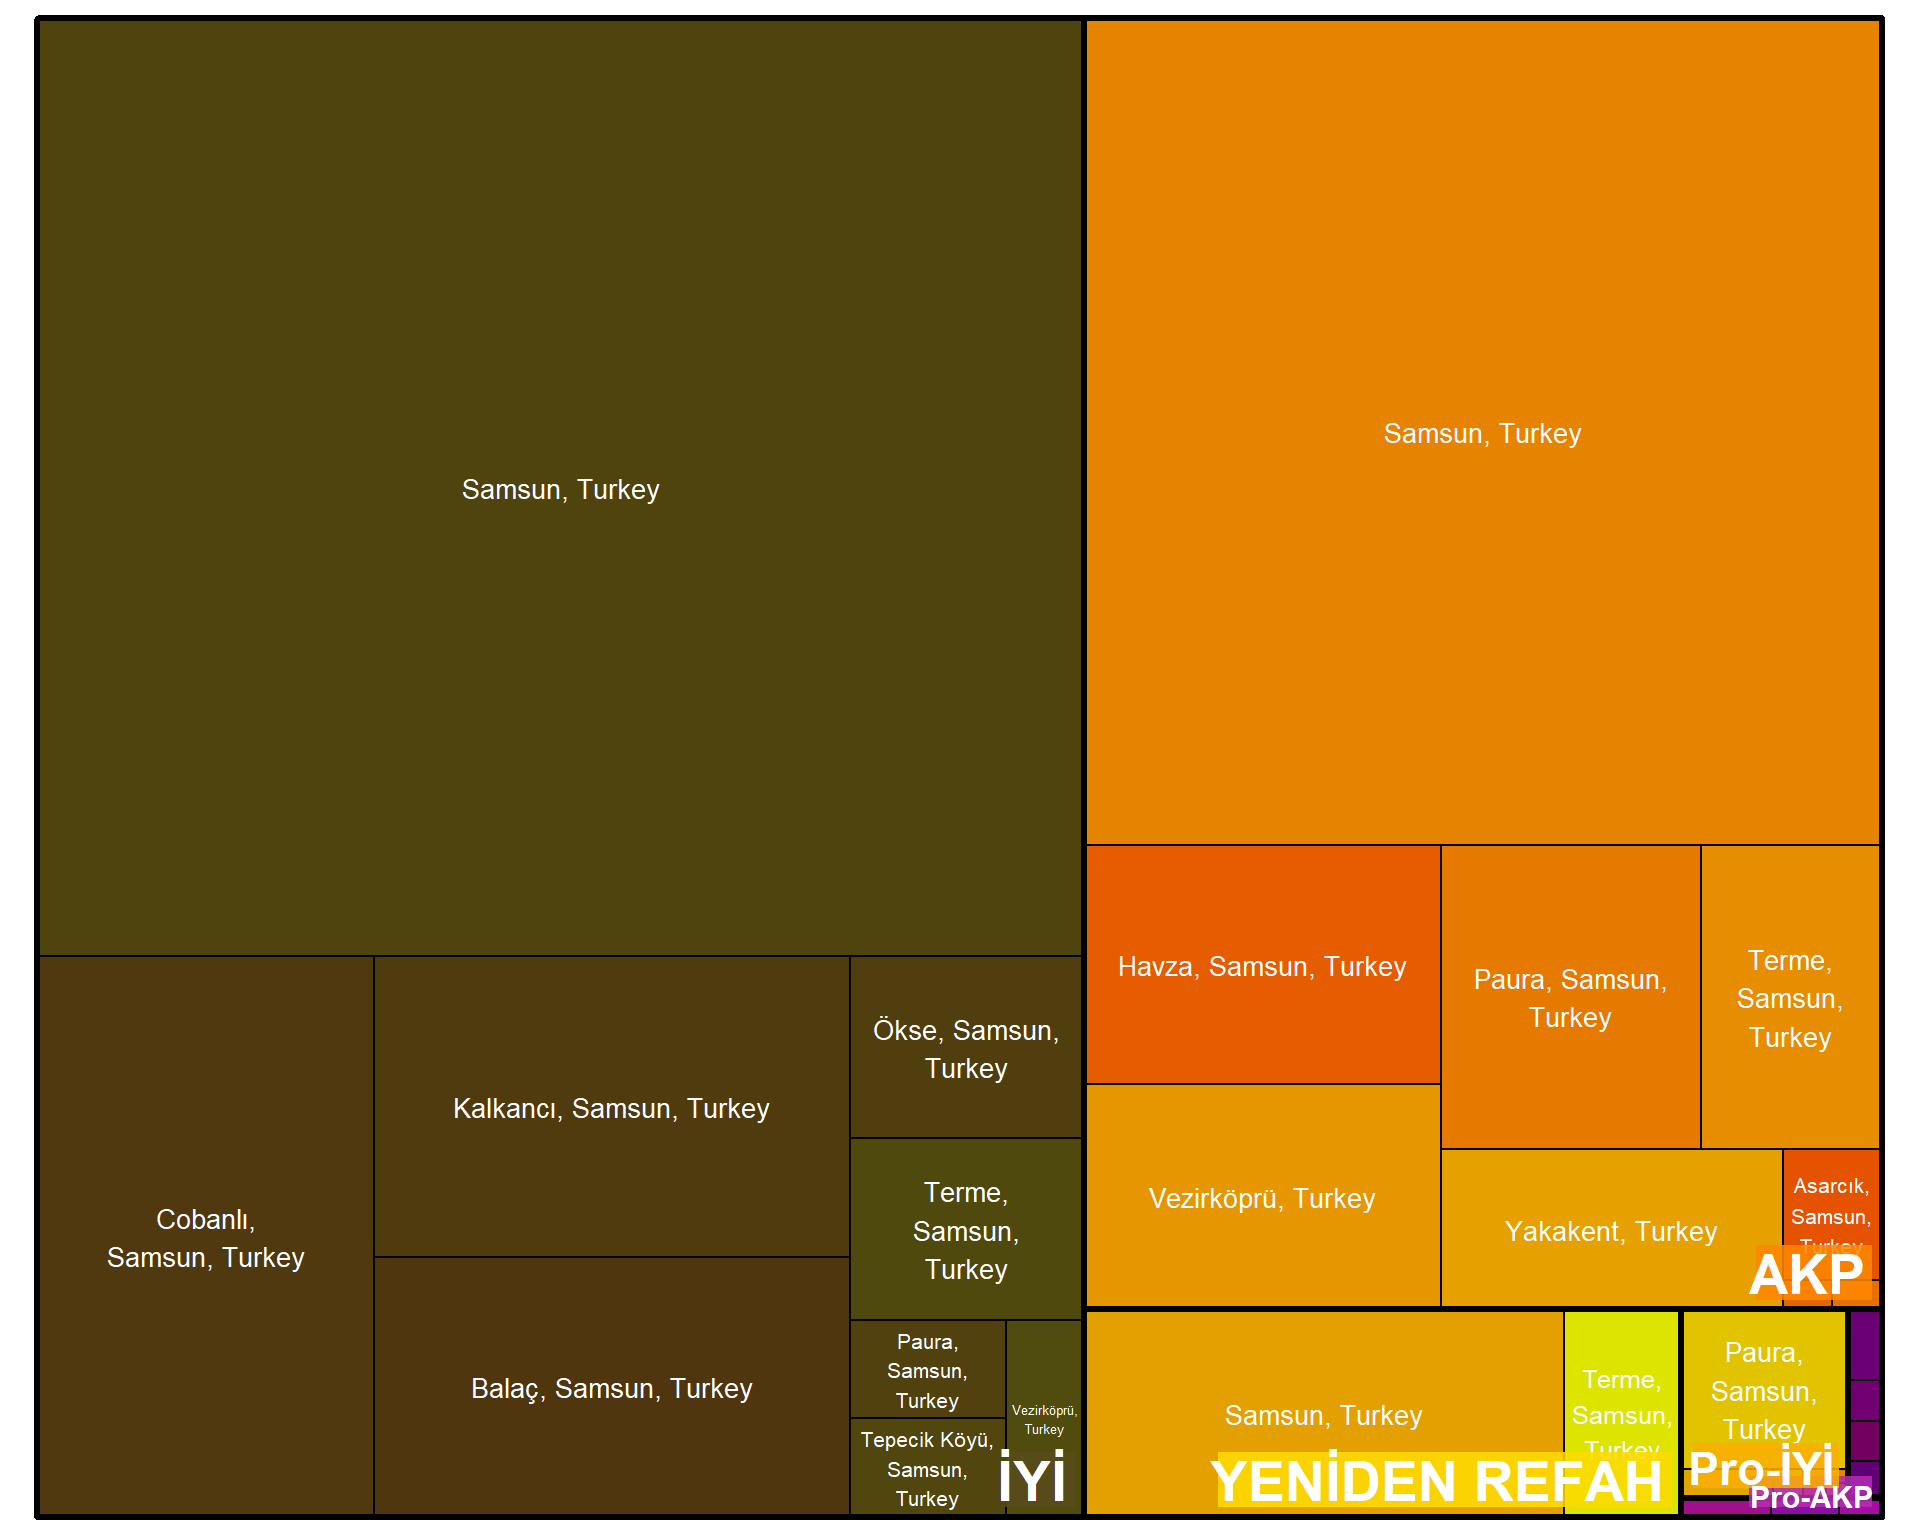 Samsun, Turkey
Cobanlı,
Samsun, Turkey
Kalkancı, Samsun, Turkey
Balaç, Samsun, Turkey
Ökse, Samsun,
Turkey
Terme,
Samsun,
Turkey
Paura,
Samsun,
Turkey
Tepecik Köyü,
Samsun,
Turkey
Vezirköprü,
Turkey
İYİ
Samsun, Turkey
Havza, Samsun, Turkey
Vezirköprü, Turkey
Paura, Samsun,
Turkey
Terme,
Samsun,
Turkey
Yakakent, Turkey
Asarcık,
Samsun,
Turkey
AKP
Samsun, Turkey
Terme,
Samsun,
Turkey
YENİDEN REFAH
Paura,
Samsun,
Turkey
Pro-İYİ
Pro-AKP